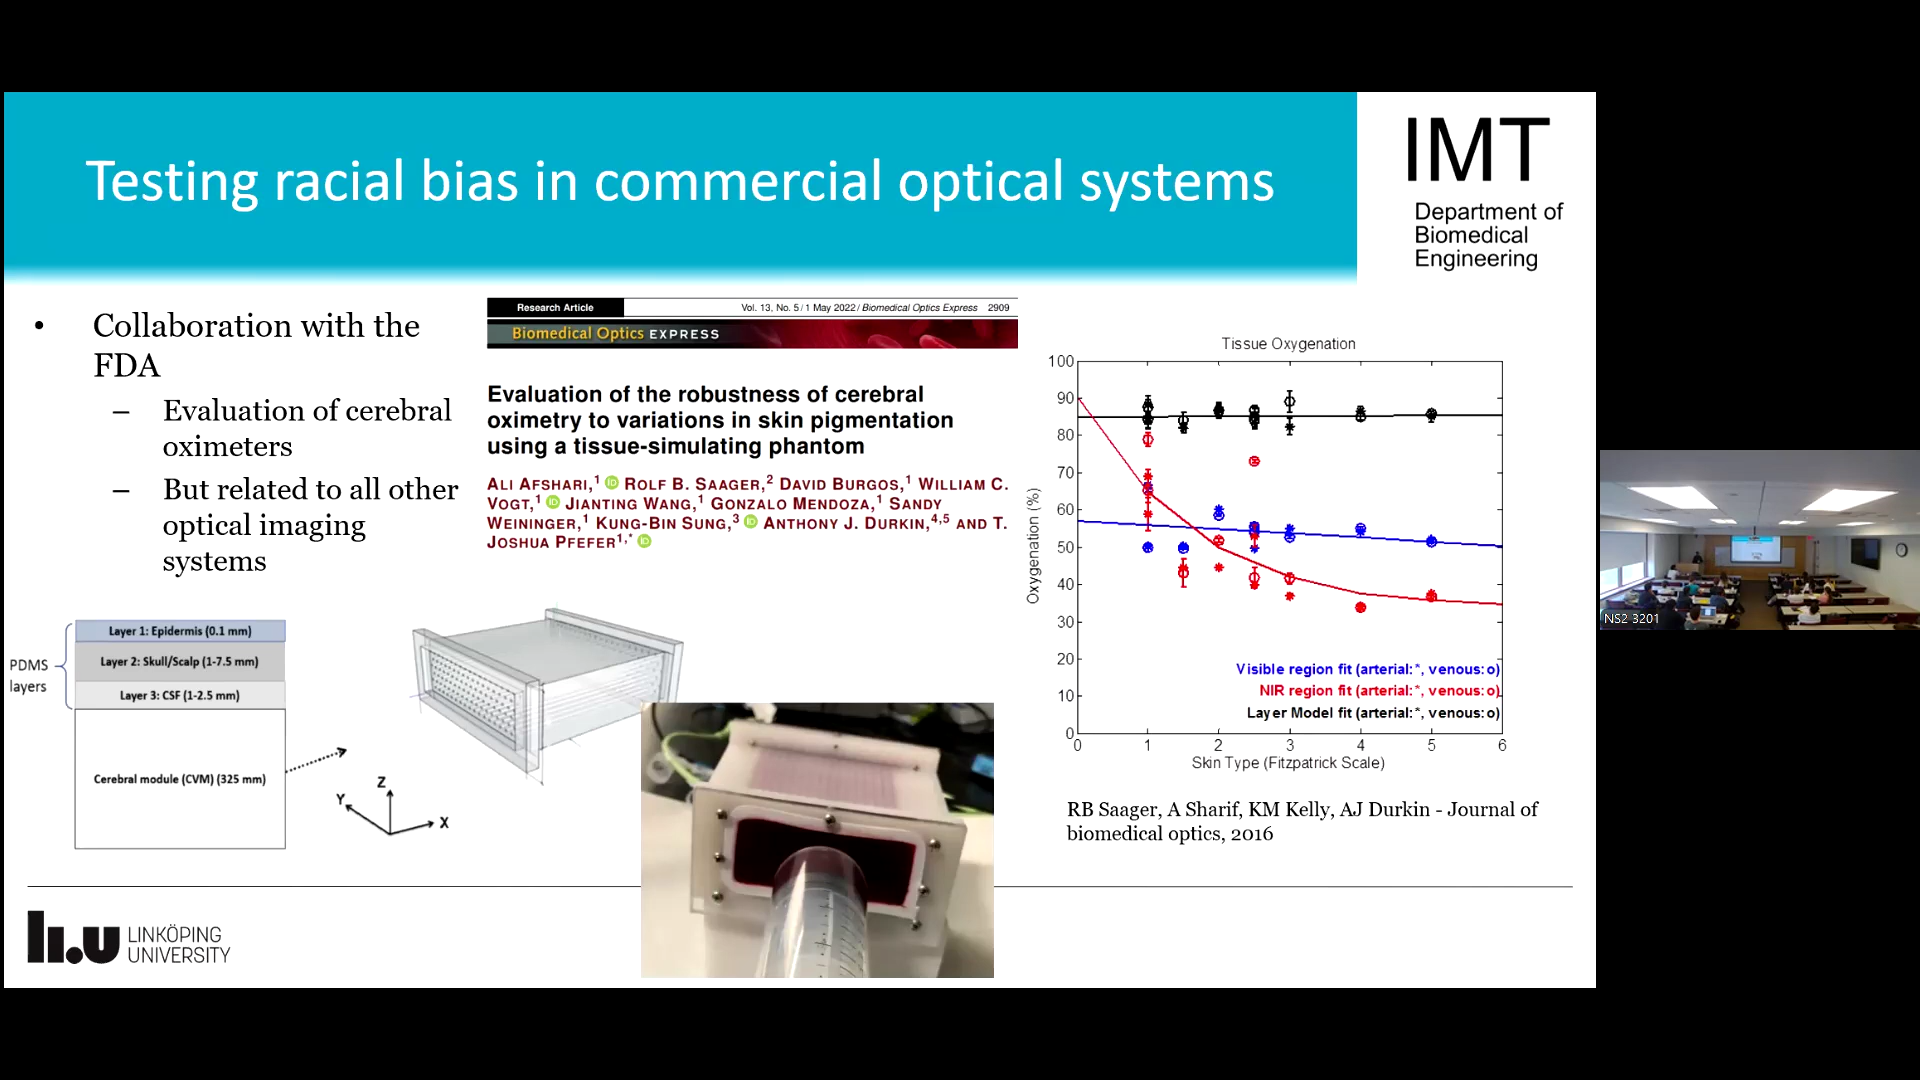 Testing racial bias in commercial optical systems
IMT
Department of
Biomedical
Engineering
• Collaboration with the
FDA
– Evaluation of cerebral
oximeters
– But related to all other
optical imaging
systems
Research Article
Vol. 13, No. 5 / 1 May 2022 / Biomedical Optics Express 2909
Biomedical Optics EXPRESS
Evaluation of the robustness of cerebral
oximetry to variations in skin pigmentation
using a tissue-simulating phantom
ALI AFSHARI,1 ROLF B. SAAGER,2 DAVID BURGOS,1 WILLIAM C.
VOGT,1 JIANTING WANG,1 GONZALO MENDOZA,1 SANDY
WEININGER,1 KUNG-BIN SUNG,3 ANTHONY J. DURKIN,4,5 AND T.
JOSHUA PFEFER1,*
PDMS
layers
Layer 1: Epidermis (0.1 mm)
Layer 2: Skull/Scalp (1-7.5 mm)
Layer 3: CSF (1-2.5 mm)
Cerebral module (CVM) (325 mm)
Z
Y
X
Tissue Oxygenation
Oxygenation (%)
100
90
80
70
60
50
40
30
20
10
0
Visible region fit (arterial:*, venous:o)
NIR region fit (arterial:*, venous:o)
Layer Model fit (arterial:*, venous:o)
0 1 2 3 4 5 6
Skin Type (Fitzpatrick Scale)
RB Saager, A Sharif, KM Kelly, AJ Durkin - Journal of
biomedical optics, 2016
li.u LINKÖPING
UNIVERSITY
NS2 3201